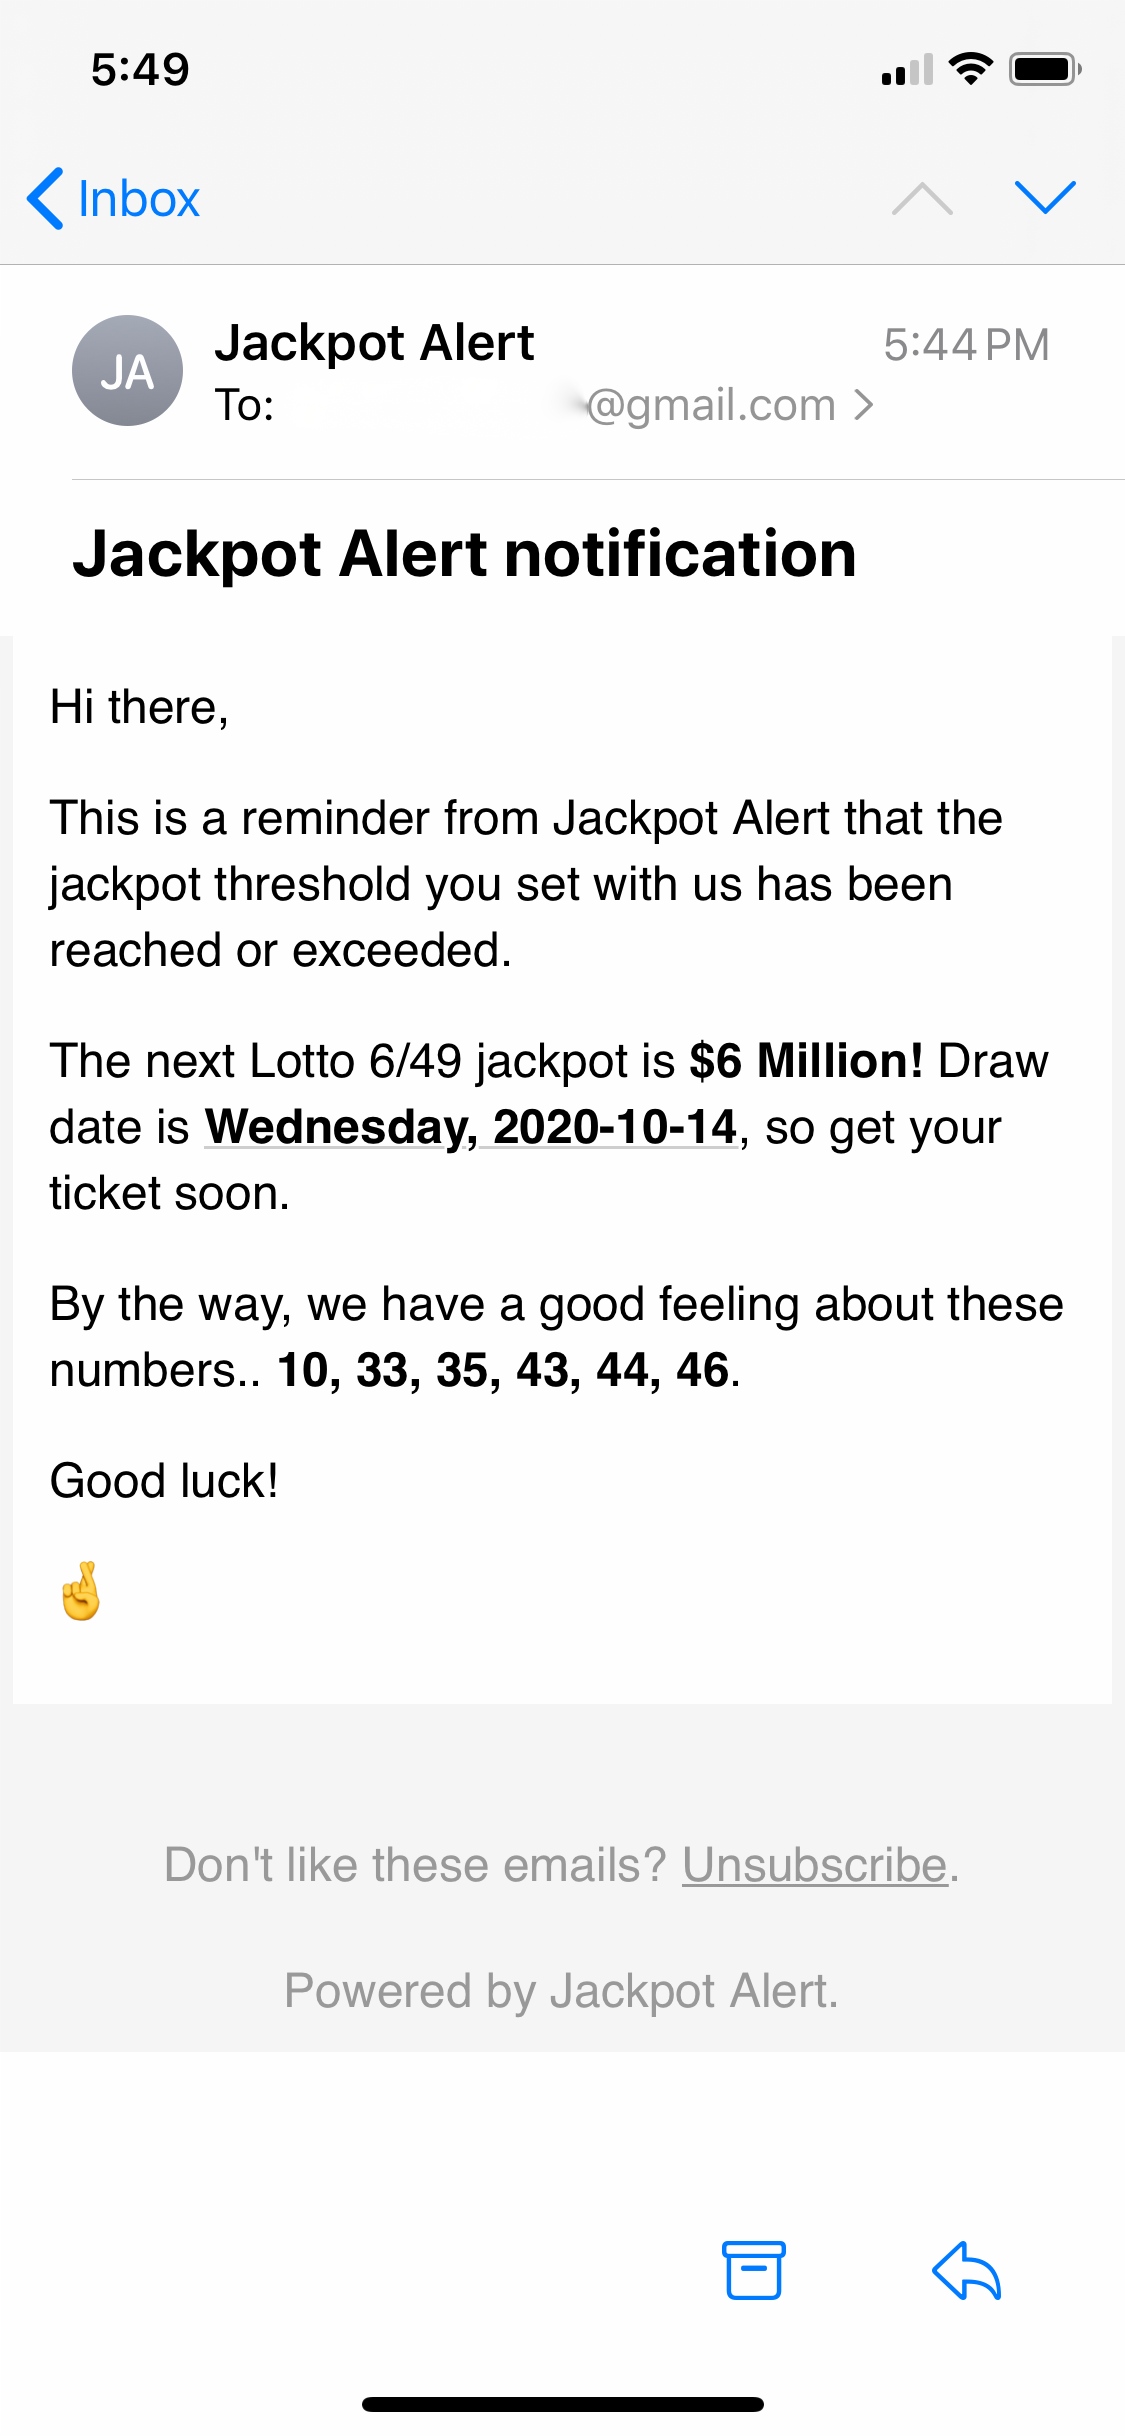 5:49
Inbox
JA
Jackpot Alert
5:44 PM
To: @gmail.com
Jackpot Alert notification
Hi there,
This is a reminder from Jackpot Alert that the
jackpot threshold you set with us has been
reached or exceeded.
The next Lotto 6/49 jackpot is $6 Million! Draw
date is Wednesday, 2020-10-14, so get your
ticket soon.
By the way, we have a good feeling about these
numbers.. 10, 33, 35, 43, 44, 46.
Good luck!
🤞
Don't like these emails? Unsubscribe.
Powered by Jackpot Alert.